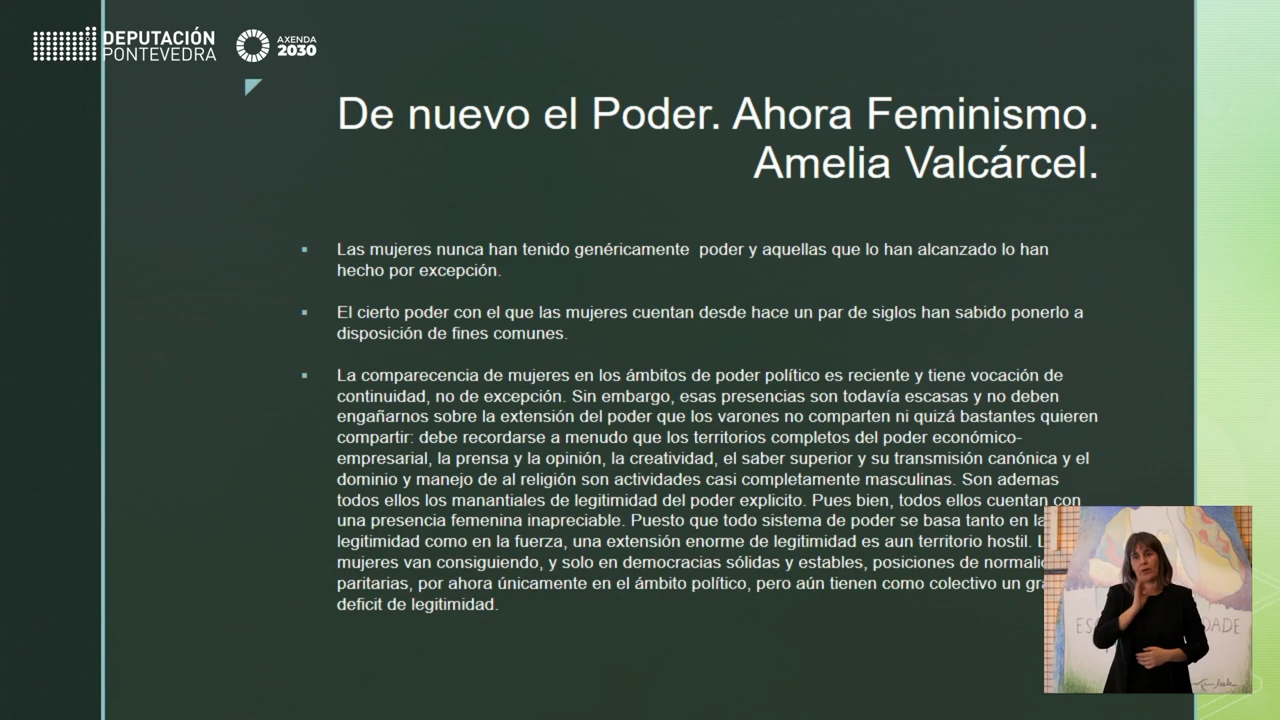 DEPUTACIÓN
PONTEVEDRA
AXENDA
2030
De nuevo el Poder. Ahora Feminismo.
Amelia Valcárcel.
Las mujeres nunca han tenido genéricamente poder y aquellas que lo han alcanzado lo han
hecho por excepción.
El cierto poder con el que las mujeres cuentan desde hace un par de siglos han sabido ponerlo a
disposición de fines comunes.
La comparecencia de mujeres en los ámbitos de poder político es reciente y tiene vocación de
continuidad, no de excepción. Sin embargo, esas presencias son todavía escasas y no deben
engañarnos sobre la extensión del poder que los varones no comparten ni quizá bastantes quieren
compartir: debe recordarse a menudo que los territorios completos del poder económico-
empresarial, la prensa y la opinión, la creatividad, el saber superior y su transmisión canónica y el
dominio y manejo de al religión son actividades casi completamente masculinas. Son ademas
todos ellos los manantiales de legitimidad del poder explicito. Pues bien, todos ellos cuentan con
una presencia femenina inapreciable. Puesto que todo sistema de poder se basa tanto en la
legitimidad como en la fuerza, una extensión enorme de legitimidad es aun territorio hostil.
mujeres van consiguiendo, y solo en democracias sólidas y estables, posiciones de
paritarias, por ahora únicamente en el ámbito político, pero aún tienen como colectivo un
deficit de legitimidad.